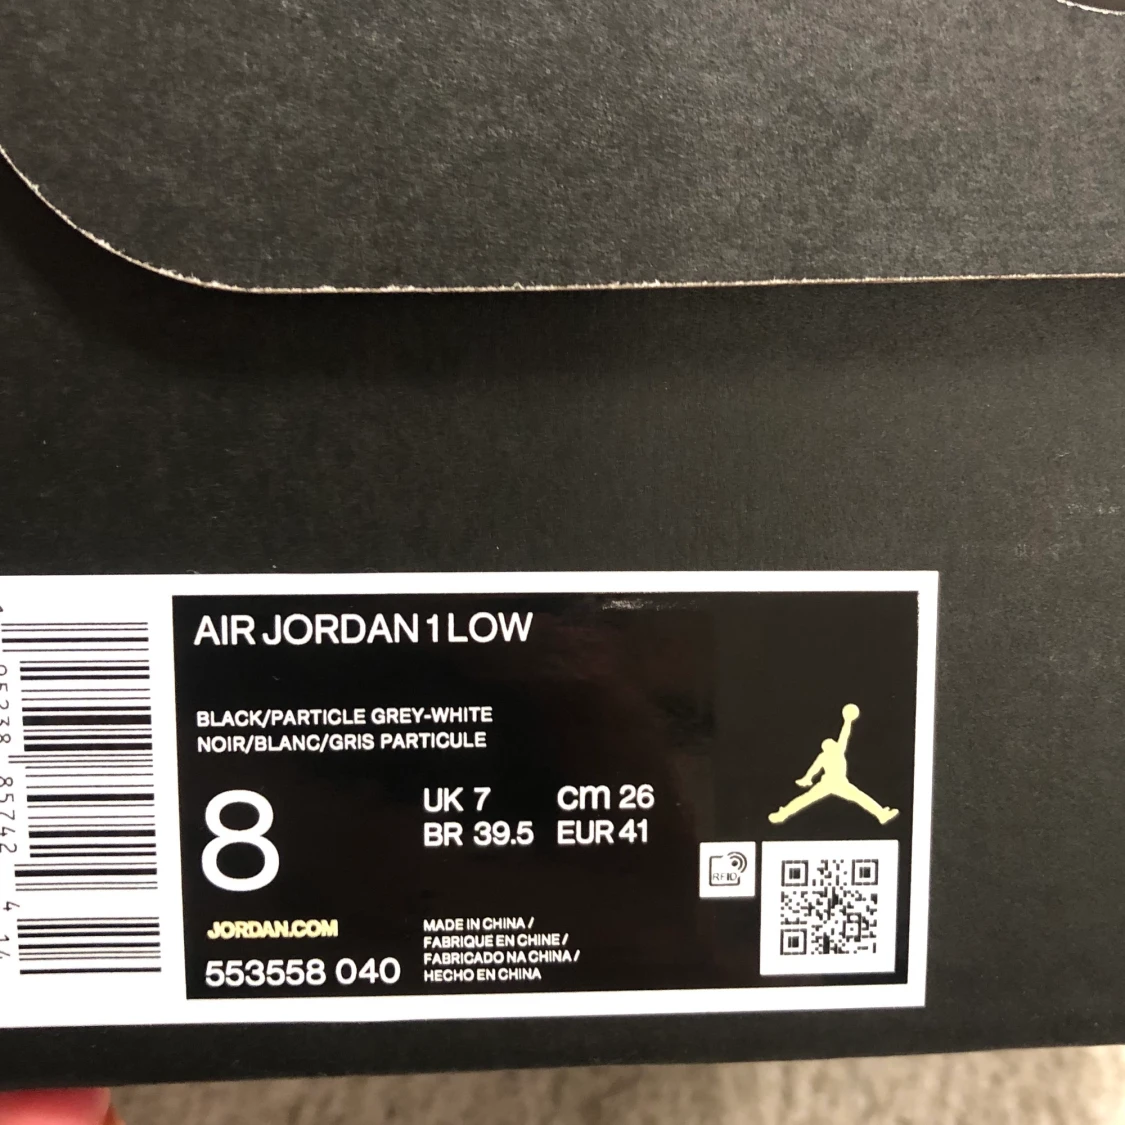 AIR JORDAN 1 LOW
BLACK/PARTICLE GREY-WHITE
NOIR/BLANC/GRIS PARTICULE
8
UK 7
cm 26
BR 39.5
EUR 41
JORDAN.COM
553558 040
MADE IN CHINA /
FABRIQUE EN CHINE /
FABRICADO NA CHINA /
HECHO EN CHINA
RFID
85742